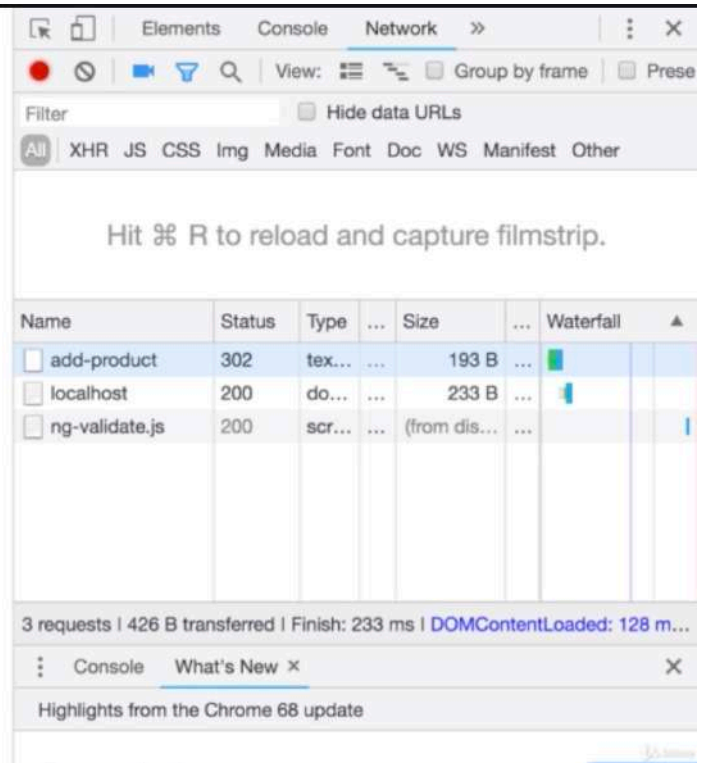 Elements Console Network »
View: Group by frame Prese
Filter Hide data URLs
All XHR JS CSS Img Media Font Doc WS Manifest Other
Hit ⌘ R to reload and capture filmstrip.
Name Status Type ... Size ... Waterfall ▲
add-product 302 tex... ... 193 B ...
localhost 200 do... ... 233 B ...
ng-validate.js 200 scr... ... (from dis... ...
3 requests | 426 B transferred | Finish: 233 ms | DOMContentLoaded: 128 m...
Console What's New ×
Highlights from the Chrome 68 update